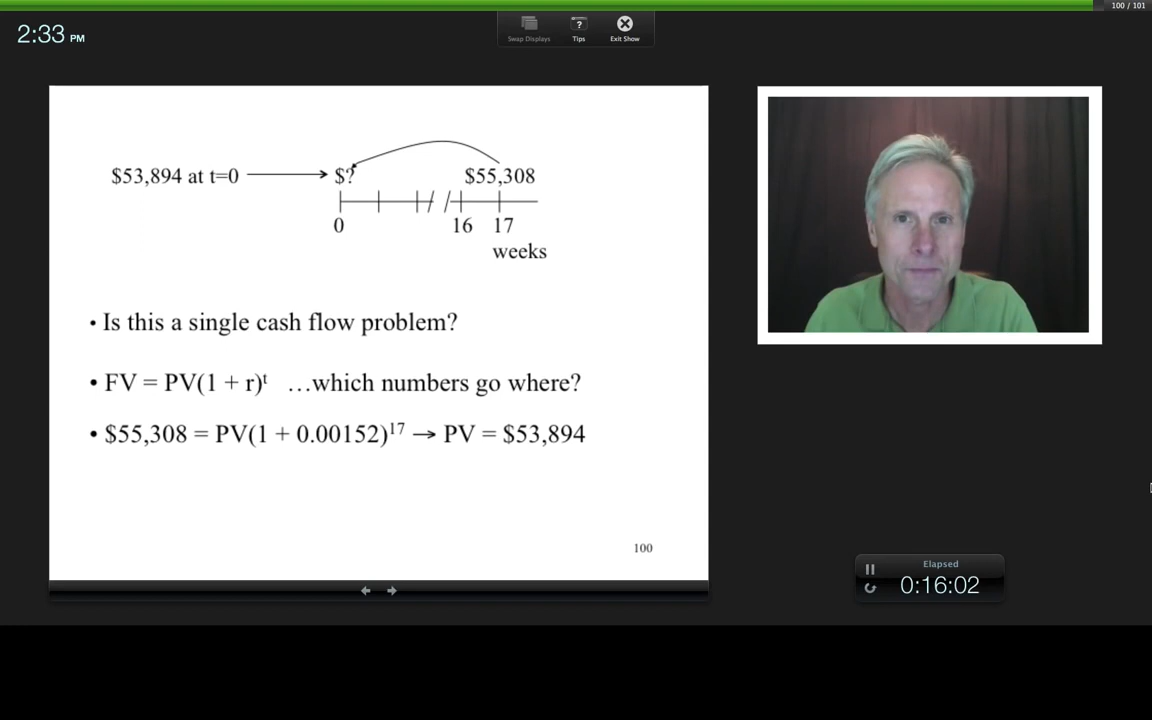 100 / 101
2:33 PM
Swap Displays
Tips
Exit Show
$53,894 at t=0
$?
$55,308
0
16
17
weeks
• Is this a single cash flow problem?
• FV = PV(1 + r)ᵗ …which numbers go where?
• $55,308 = PV(1 + 0.00152)¹⁷ → PV = $53,894
100
Elapsed
0:16:02